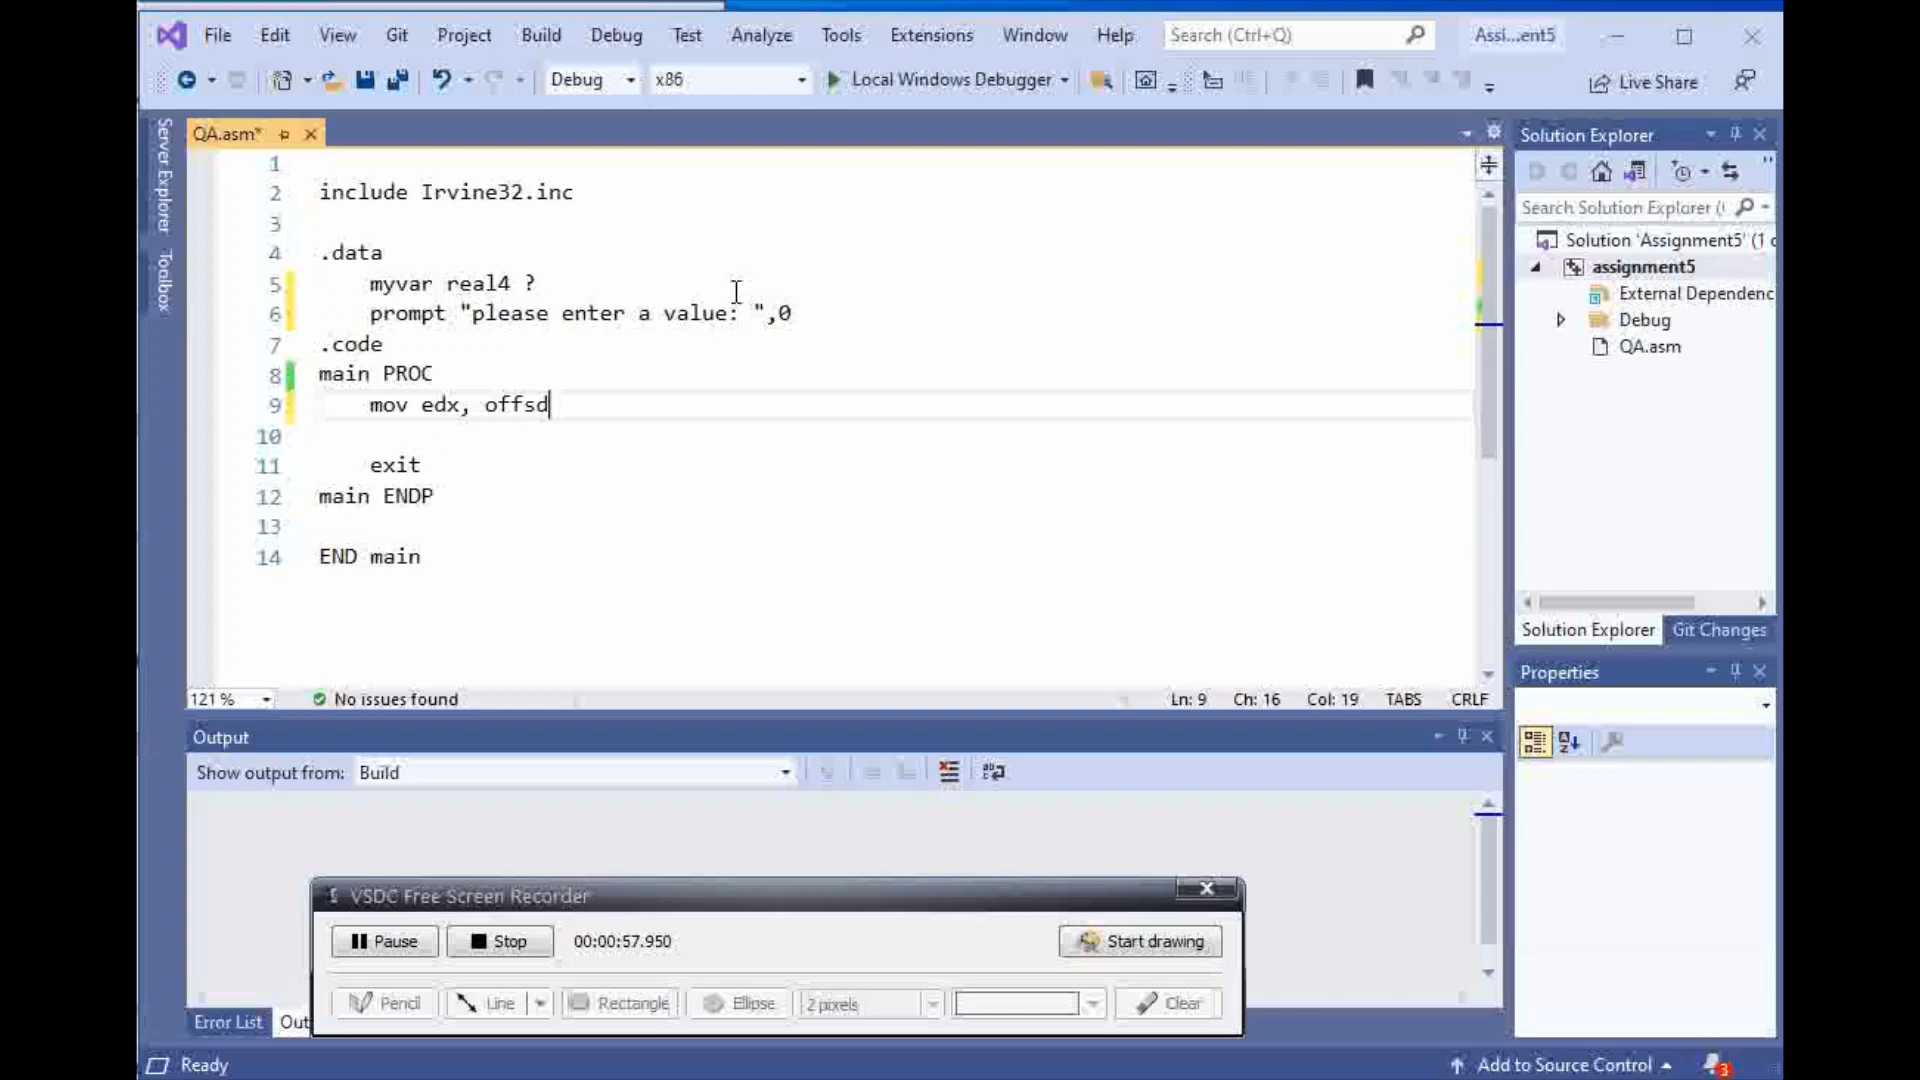 File Edit View Git Project Build Debug Test Analyze Tools Extensions Window Help Search (Ctrl+Q) Assi...ent5
Debug x86 Local Windows Debugger Live Share
Server Explorer
Toolbox
QA.asm*
1
2 include Irvine32.inc
3
4 .data
5 myvar real4 ?
6 prompt "please enter a value: ",0
7 .code
8 main PROC
9 mov edx, offsd
10
11 exit
12 main ENDP
13
14 END main
121 % No issues found Ln: 9 Ch: 16 Col: 19 TABS CRLF
Solution Explorer
Search Solution Explorer (
Solution 'Assignment5' (1
assignment5
External Dependenc
Debug
QA.asm
Solution Explorer Git Changes
Properties
Output
Show output from: Build
VSDC Free Screen Recorder
Pause Stop 00:00:57.950 Start drawing
Pencil Line Rectangle Ellipse 2 pixels Clear
Error List Out
Ready Add to Source Control 3